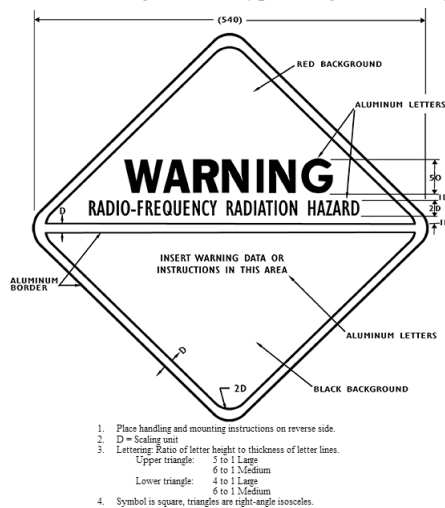 (540)
RED BACKGROUND
ALUMINUM LETTERS
WARNING
5D
D
RADIO-FREQUENCY RADIATION HAZARD
2D
INSERT WARNING DATA OR
INSTRUCTIONS IN THIS AREA
ALUMINUM
BORDER
ALUMINUM LETTERS
D
2D
BLACK BACKGROUND
1. Place handling and mounting instructions on reverse side.
2. D = Scaling unit
3. Lettering: Ratio of letter height to thickness of letter lines.
Upper triangle: 5 to 1 Large
6 to 1 Medium
Lower triangle: 4 to 1 Large
6 to 1 Medium
4. Symbol is square, triangles are right-angle isosceles.